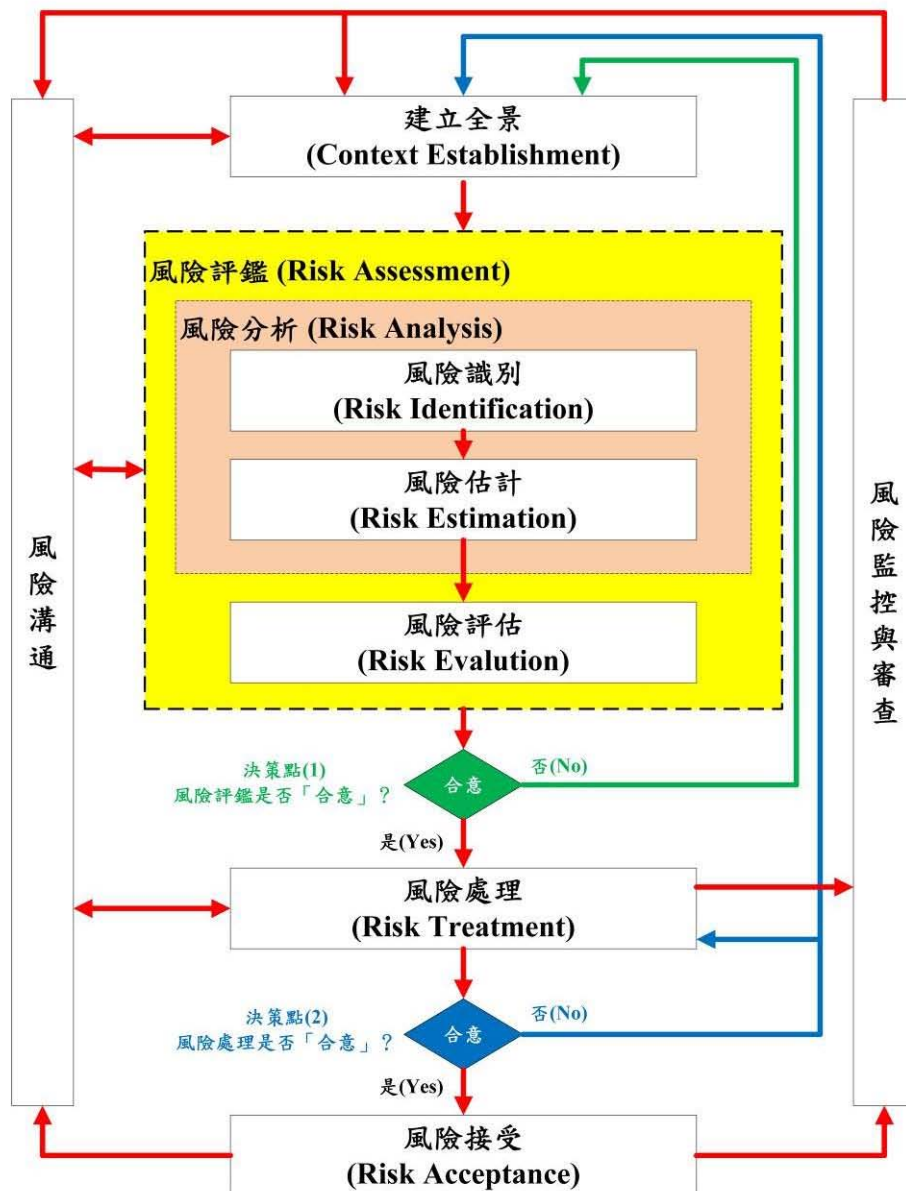 建立全景
(Context Establishment)
風險評鑑 (Risk Assessment)
風險分析 (Risk Analysis)
風險識別
(Risk Identification)
風險估計
(Risk Estimation)
風險評估
(Risk Evalution)
決策點(1)
風險評鑑是否「合意」？
合意
否(No)
是(Yes)
風險處理
(Risk Treatment)
決策點(2)
風險處理是否「合意」？
合意
否(No)
是(Yes)
風險接受
(Risk Acceptance)
風險溝通
風險監控與審查